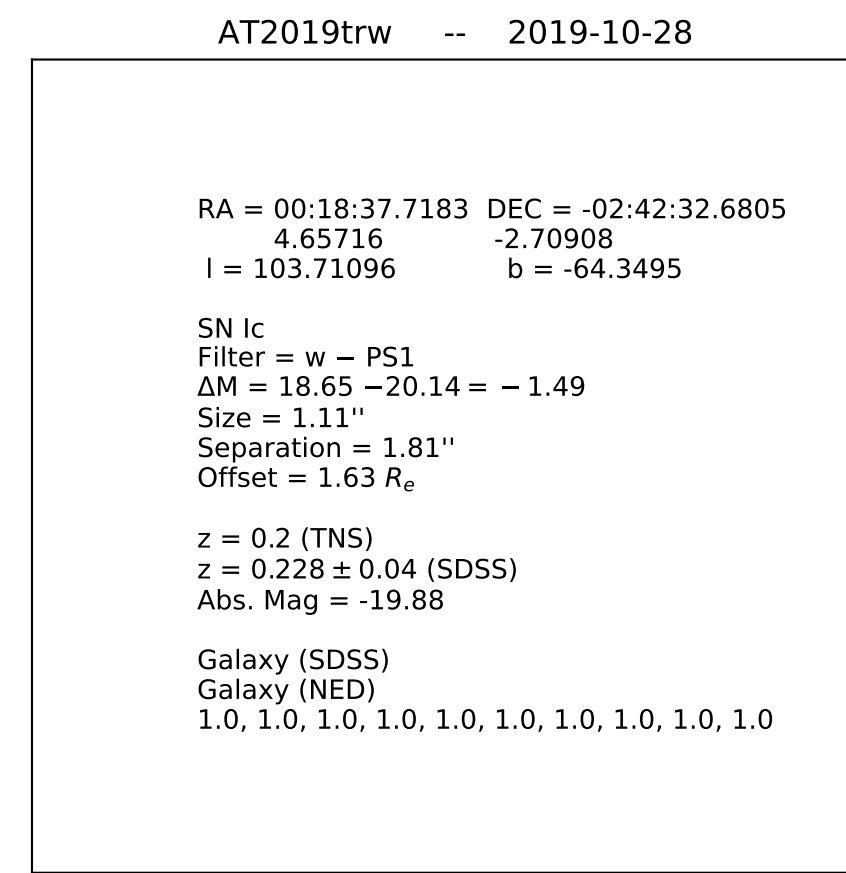 AT2019trw -- 2019-10-28
RA = 00:18:37.7183 DEC = -02:42:32.6805
4.65716 -2.70908
l = 103.71096 b = -64.3495
SN Ic
Filter = w − PS1
ΔM = 18.65 −20.14 = − 1.49
Size = 1.11''
Separation = 1.81''
Offset = 1.63 Rₑ
z = 0.2 (TNS)
z = 0.228 ± 0.04 (SDSS)
Abs. Mag = -19.88
Galaxy (SDSS)
Galaxy (NED)
1.0, 1.0, 1.0, 1.0, 1.0, 1.0, 1.0, 1.0, 1.0, 1.0